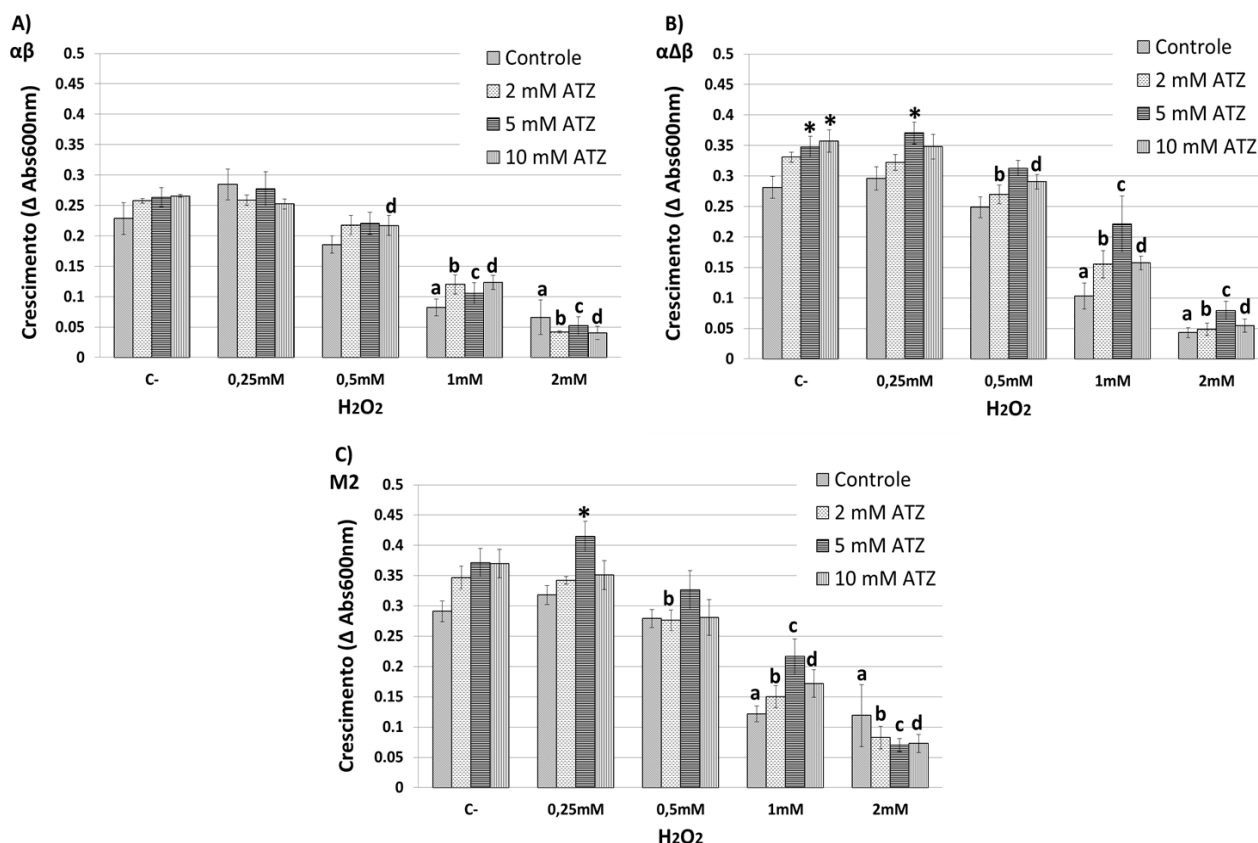 A)
αβ
Crescimento (Δ Abs600nm)
0.5
0.45
0.4
0.35
0.3
0.25
0.2
0.15
0.1
0.05
0
Controle
2 mM ATZ
5 mM ATZ
10 mM ATZ
d
a b c d
a b c d
C- 0,25mM 0,5mM 1mM 2mM
H2O2
B)
αΔβ
Crescimento (Δ Abs600nm)
0.5
0.45
0.4
0.35
0.3
0.25
0.2
0.15
0.1
0.05
0
Controle
2 mM ATZ
5 mM ATZ
10 mM ATZ
* * *
b d
a b c d
a b c d
C- 0,25mM 0,5mM 1mM 2mM
H2O2
C)
M2
Crescimento (Δ Abs600nm)
0.5
0.45
0.4
0.35
0.3
0.25
0.2
0.15
0.1
0.05
0
Controle
2 mM ATZ
5 mM ATZ
10 mM ATZ
*
b
a b c d
a b c d
C- 0,25mM 0,5mM 1mM 2mM
H2O2